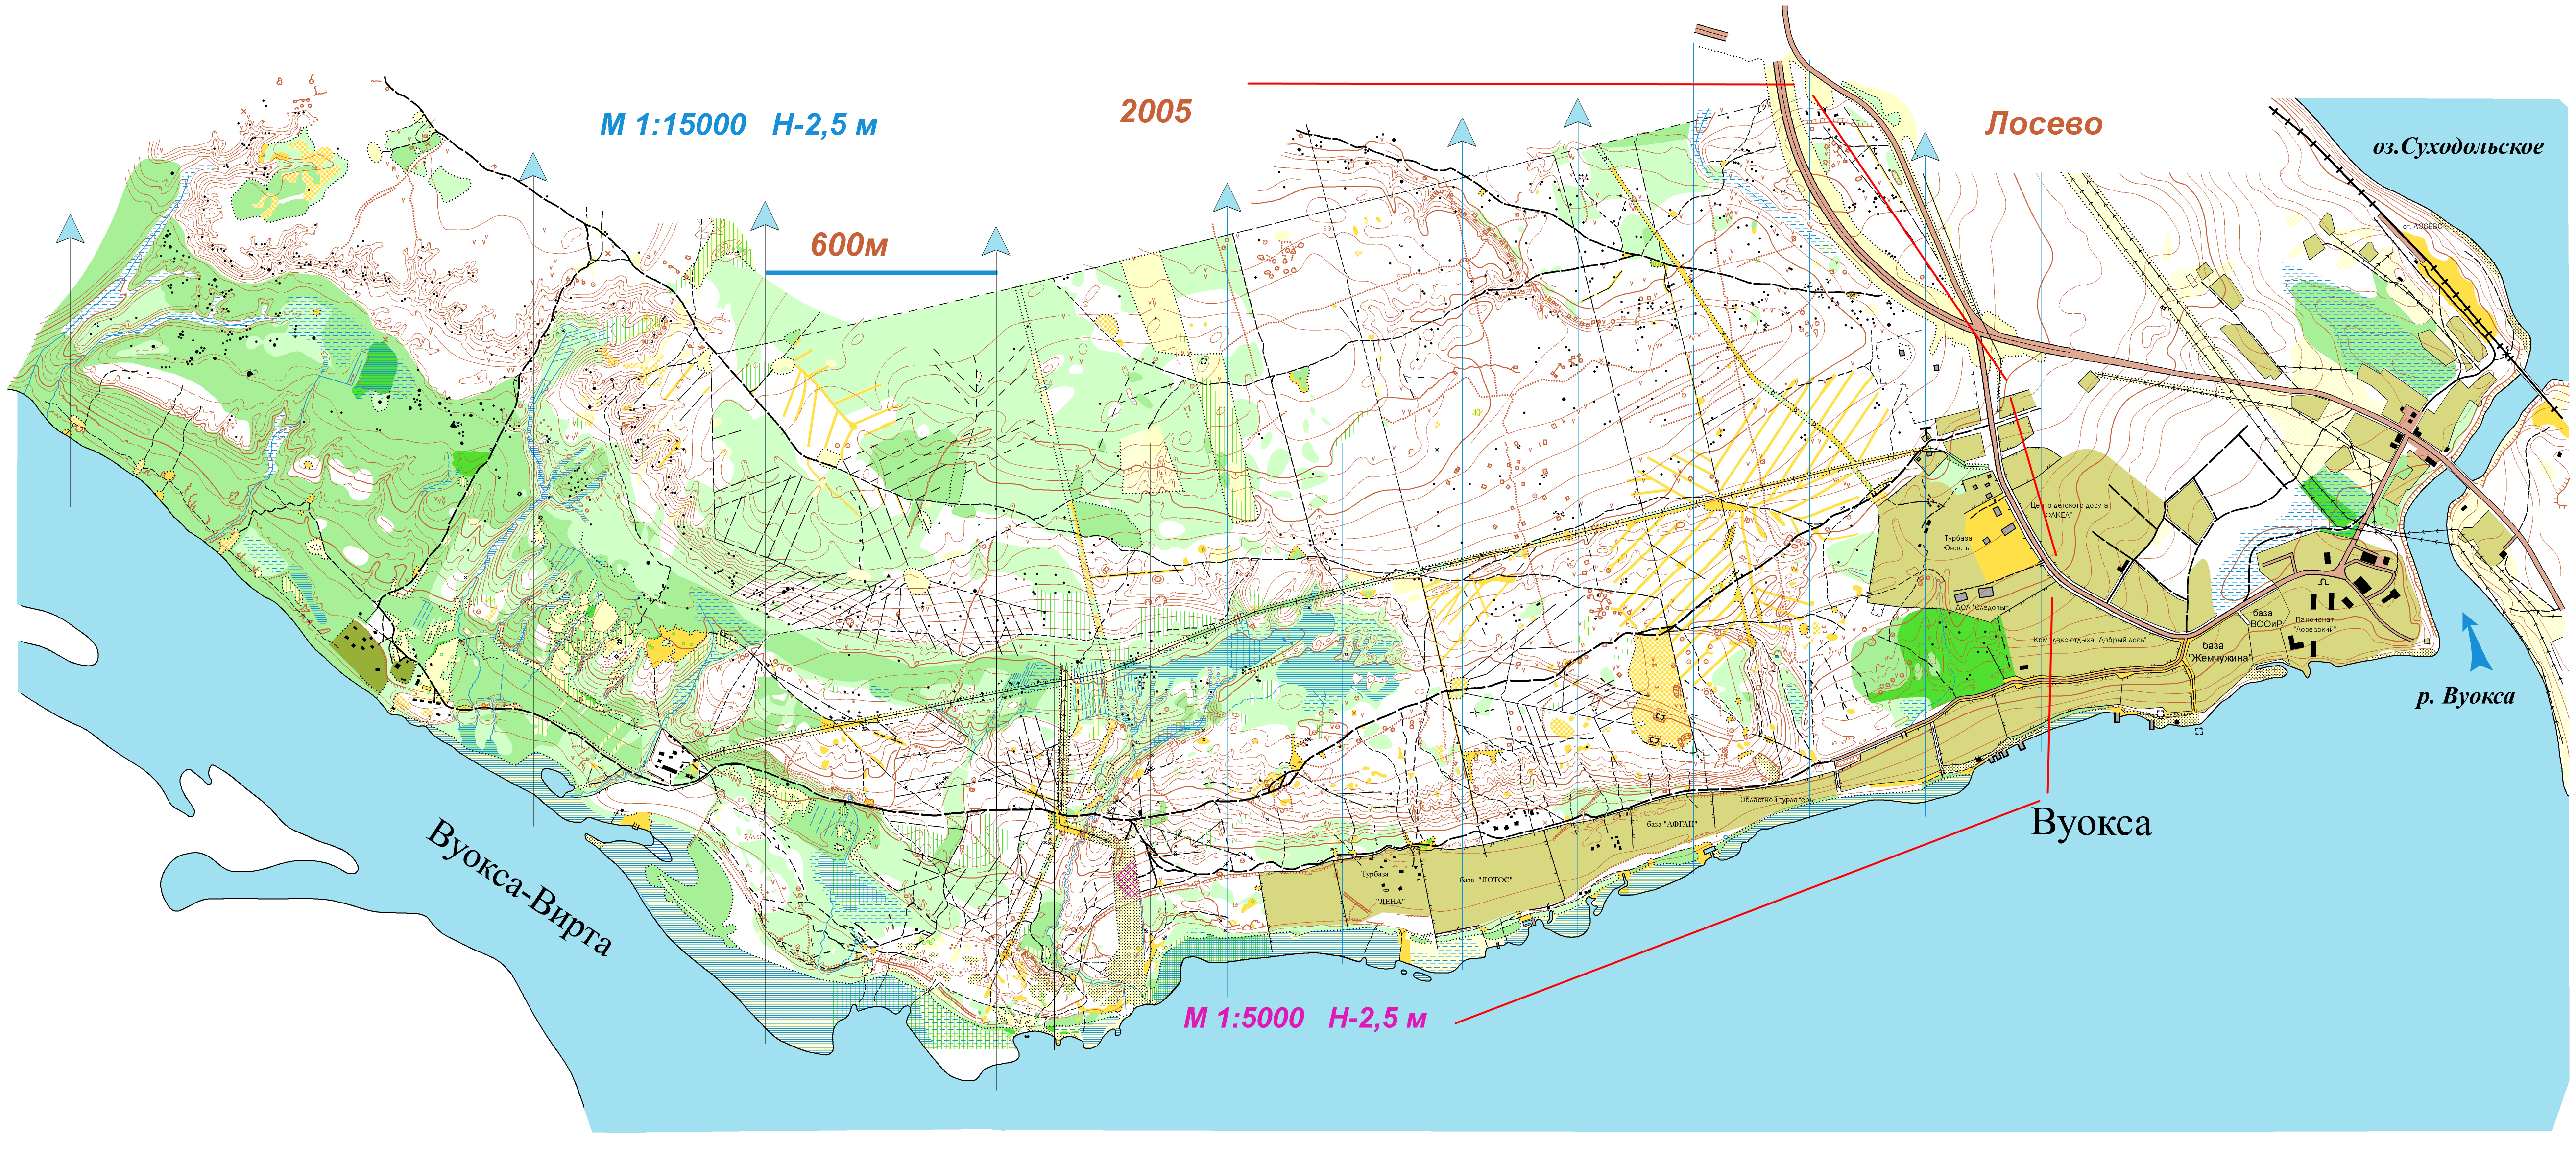 М 1:15000 Н-2,5 м
2005
Лосево
оз.Суходольское
600м
ст. ЛОСЕВО
Центр детского досуга
"ФАКЕЛ"
Турбаза
"Юность"
ДОЛ "Следопыт"
Комплекс отдыха "Добрый лось"
база
"Жемчужина"
база
ВООиР
Пансионат
"Лосевский"
р. Вуокса
Областной турлагерь
база "АФГАН"
база "ЛОТОС"
Турбаза
"ЛЕНА"
Вуокса
Вуокса-Вирта
М 1:5000 Н-2,5 м